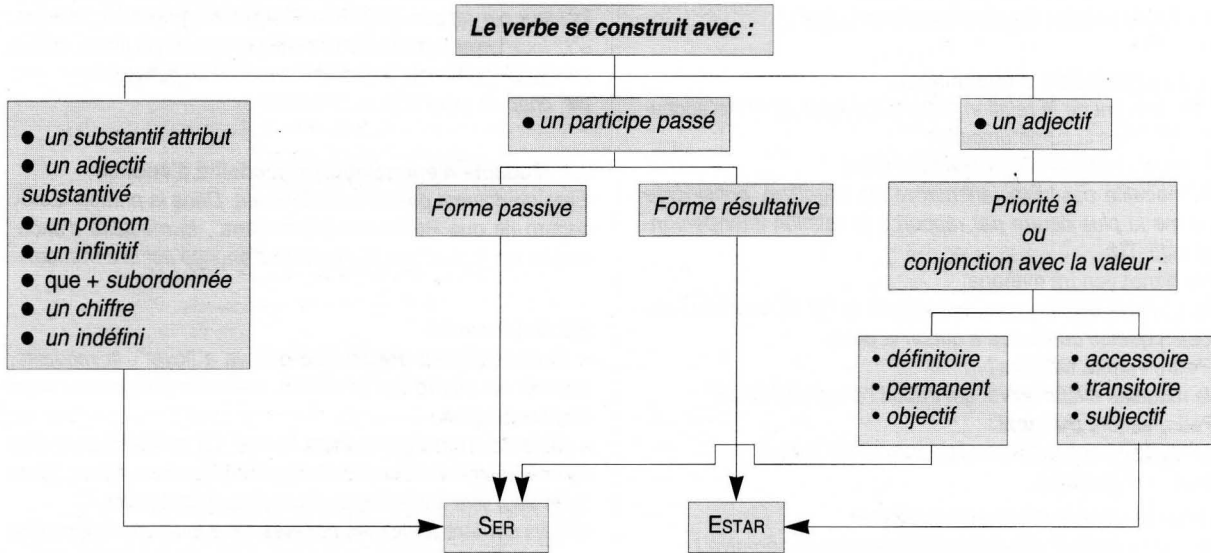 Le verbe se construit avec :
● un substantif attribut
● un adjectif
substantivé
● un pronom
● un infinitif
● que + subordonnée
● un chiffre
● un indéfini
● un participe passé
Forme passive
Forme résultative
● un adjectif
Priorité à
ou
conjonction avec la valeur :
• définitoire
• permanent
• objectif
• accessoire
• transitoire
• subjectif
SER
ESTAR